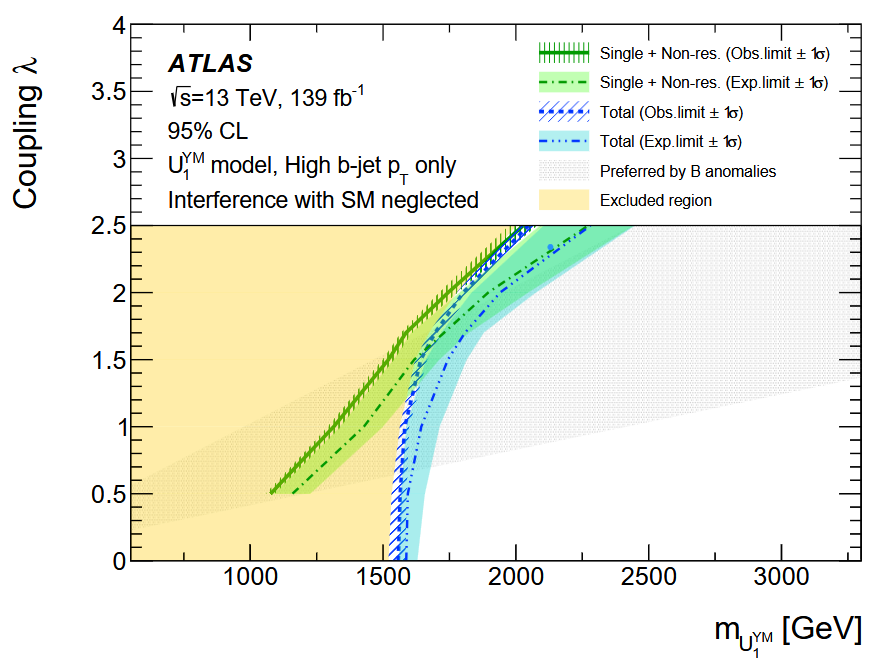 Coupling λ
4
3.5
3
2.5
2
1.5
1
0.5
0
ATLAS
√s=13 TeV, 139 fb⁻¹
95% CL
U₁ʸᴹ model, High b-jet p_T only
Interference with SM neglected
Single + Non-res. (Obs.limit ± 1σ)
Single + Non-res. (Exp.limit ± 1σ)
Total (Obs.limit ± 1σ)
Total (Exp.limit ± 1σ)
Preferred by B anomalies
Excluded region
1000 1500 2000 2500 3000
m_U₁ʸᴹ [GeV]